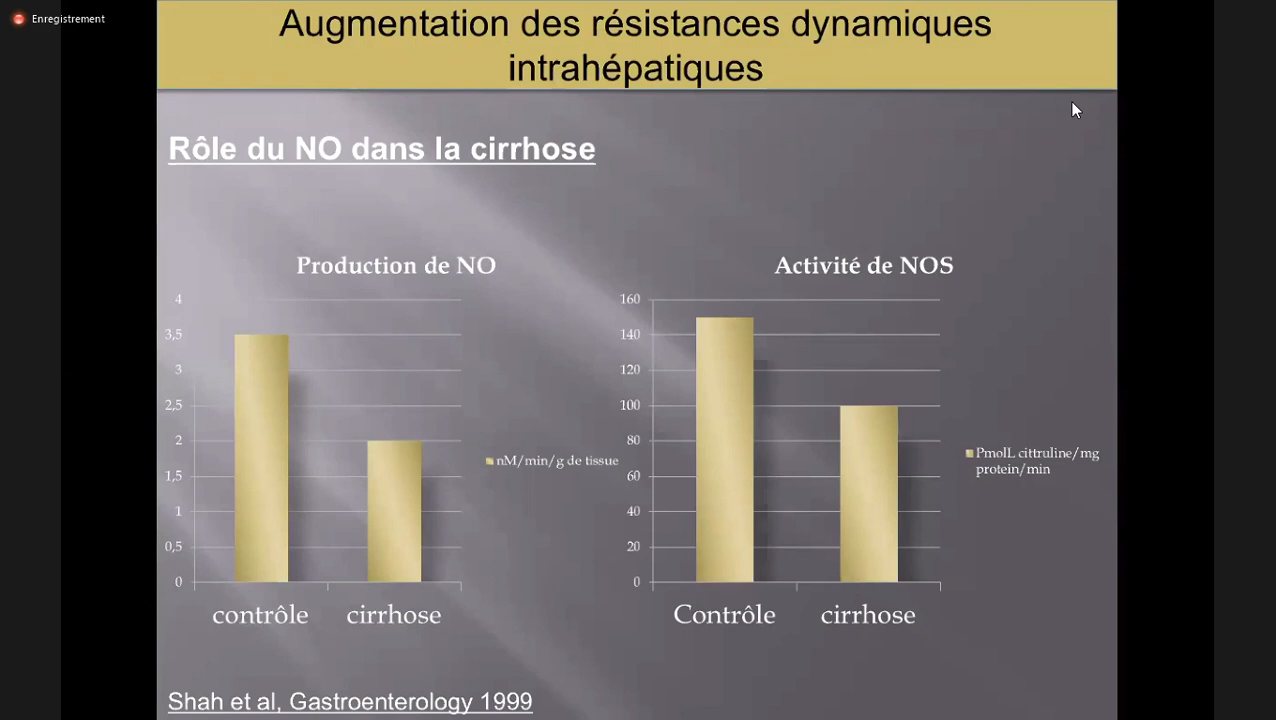 Enregistrement
Augmentation des résistances dynamiques
intrahépatiques
Rôle du NO dans la cirrhose
Production de NO
4
3,5
3
2,5
2
1,5
1
0,5
0
contrôle cirrhose
nM/min/g de tissue
Activité de NOS
160
140
120
100
80
60
40
20
0
Contrôle cirrhose
PmolL cittruline/mg
protein/min
Shah et al, Gastroenterology 1999